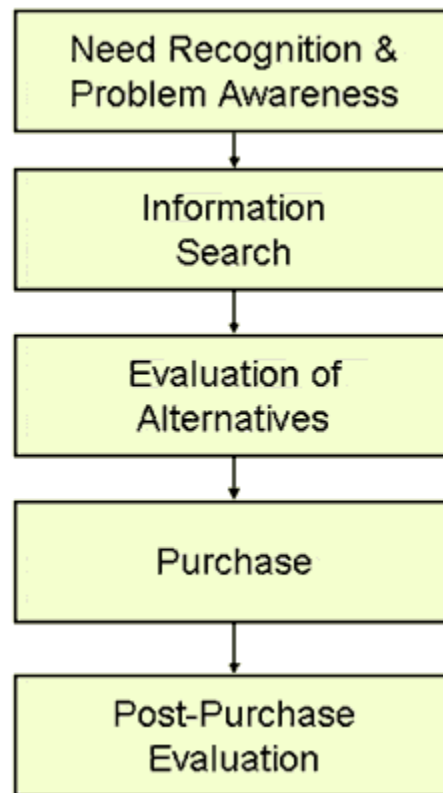 Need Recognition &
Problem Awareness
Information
Search
Evaluation of
Alternatives
Purchase
Post-Purchase
Evaluation